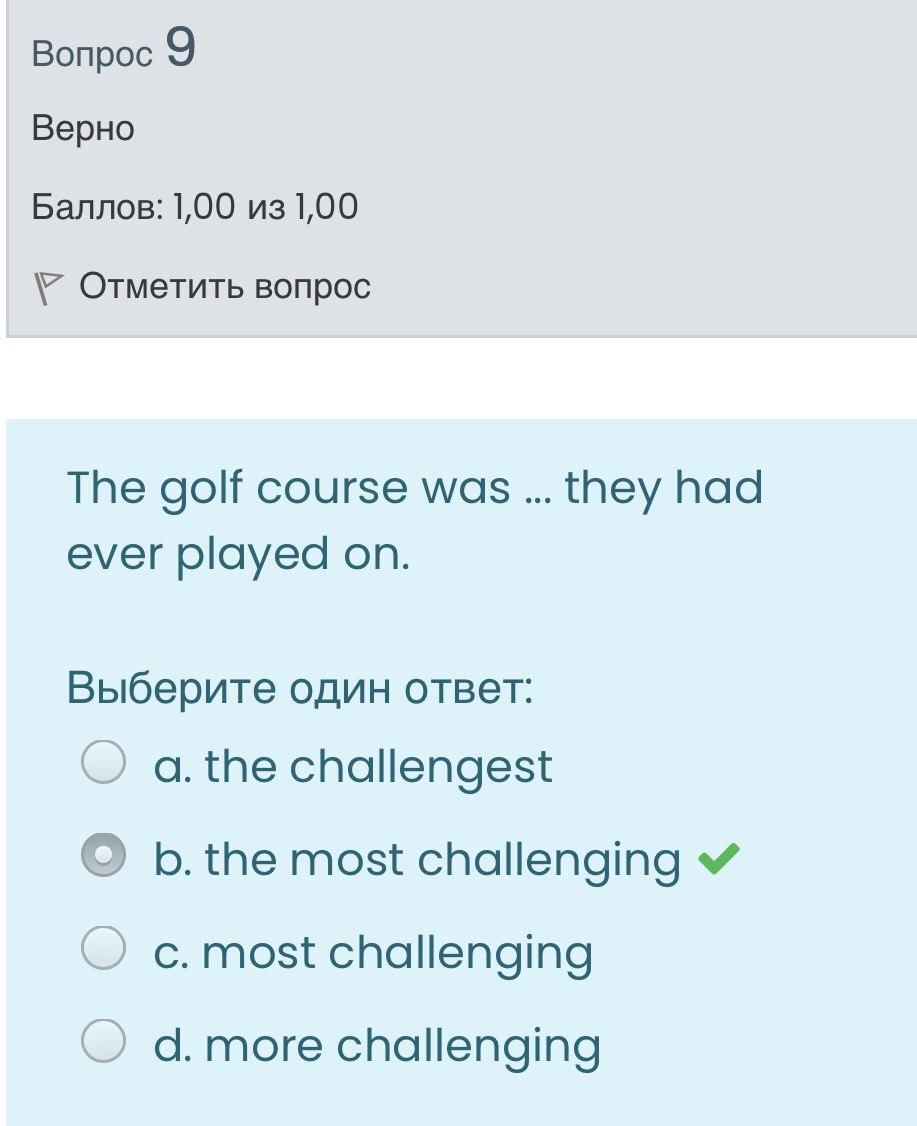 Вопрос 9
Верно
Баллов: 1,00 из 1,00
Отметить вопрос
The golf course was ... they had
ever played on.
Выберите один ответ:
a. the challengest
b. the most challenging
c. most challenging
d. more challenging